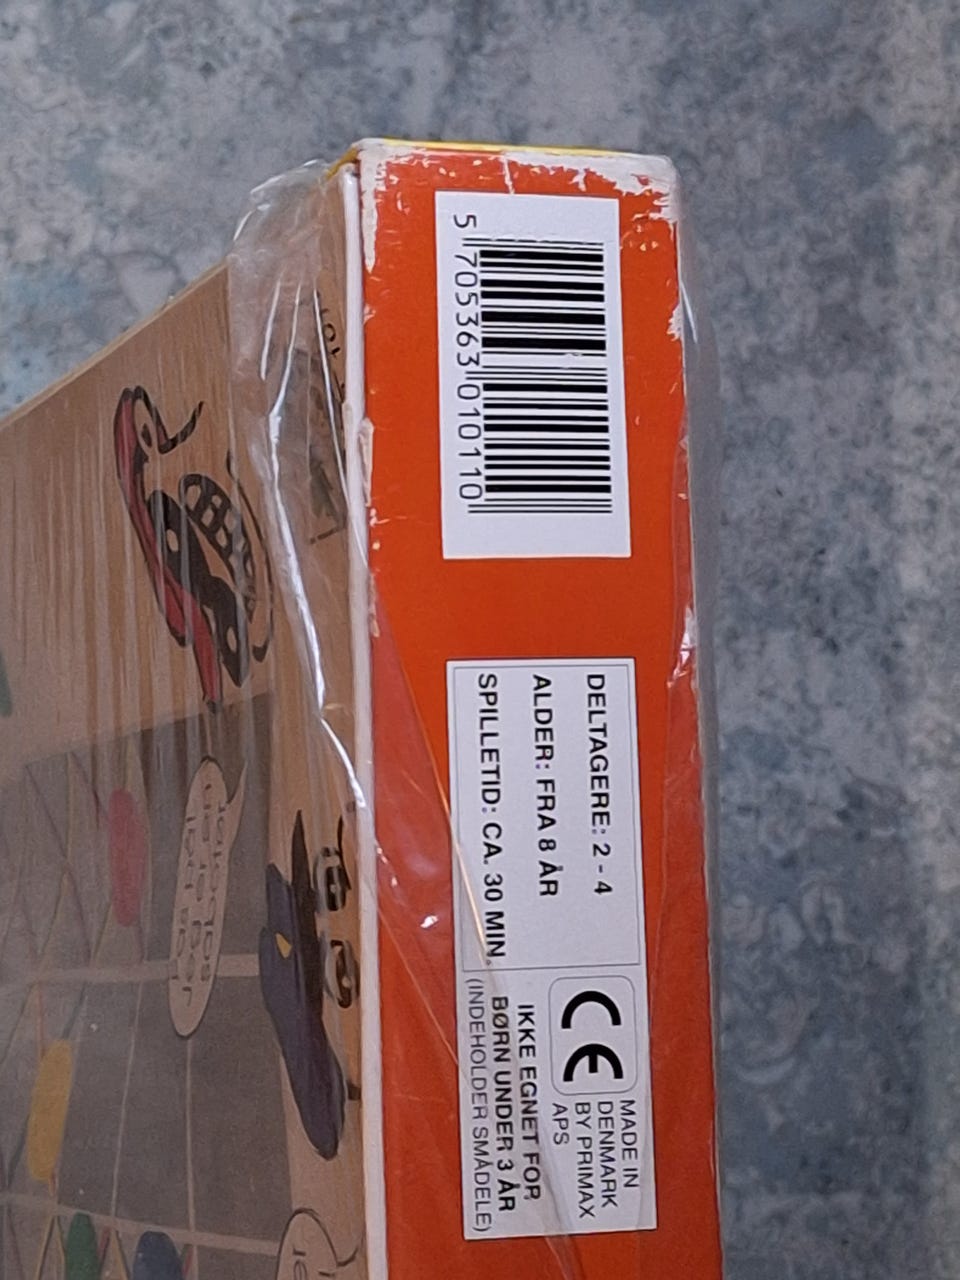 5 705363 010110
DELTAGERE: 2 - 4
ALDER: FRA 8 ÅR
SPILLETID: CA. 30 MIN.
CE
MADE IN
DENMARK
BY PRIMAX
APS
IKKE EGNET FOR
BØRN UNDER 3 ÅR
(INDEHOLDER SMÅDELE)